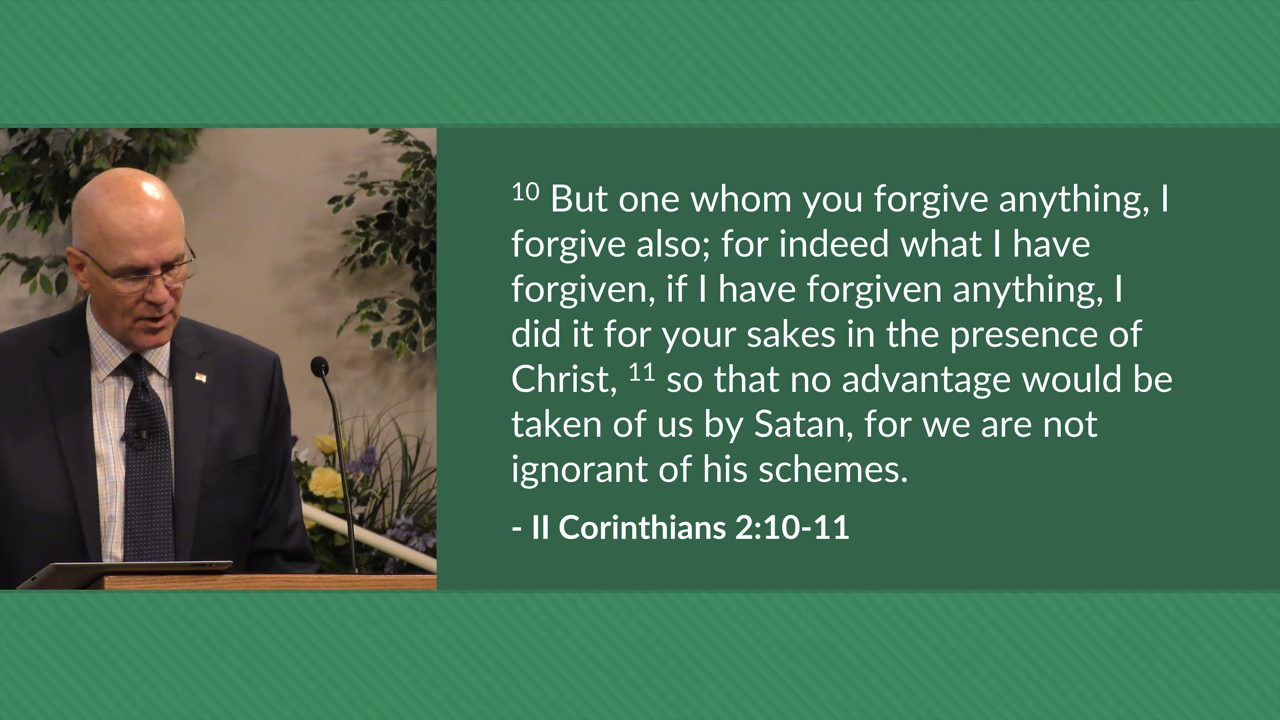 10 But one whom you forgive anything, I
forgive also; for indeed what I have
forgiven, if I have forgiven anything, I
did it for your sakes in the presence of
Christ, 11 so that no advantage would be
taken of us by Satan, for we are not
ignorant of his schemes.
- II Corinthians 2:10-11